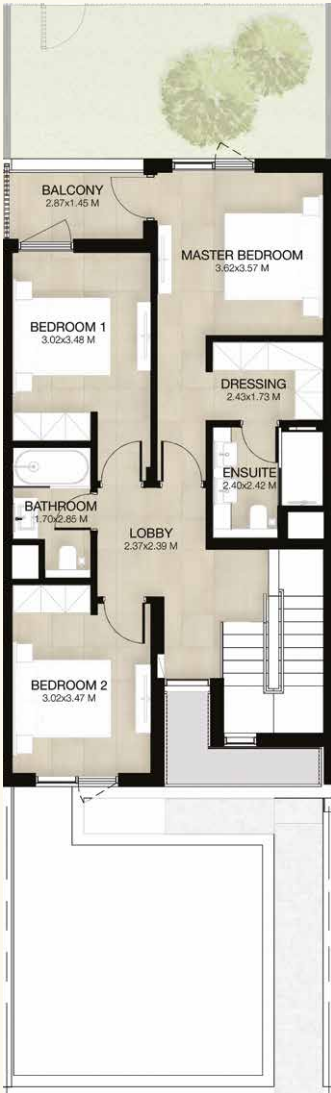 BALCONY
2.87x1.45 M
MASTER BEDROOM
3.62x3.57 M
BEDROOM 1
3.02x3.48 M
DRESSING
2.43x1.73 M
ENSUITE
2.40x2.42 M
BATHROOM
1.70x2.85 M
LOBBY
2.37x2.39 M
BEDROOM 2
3.02x3.47 M